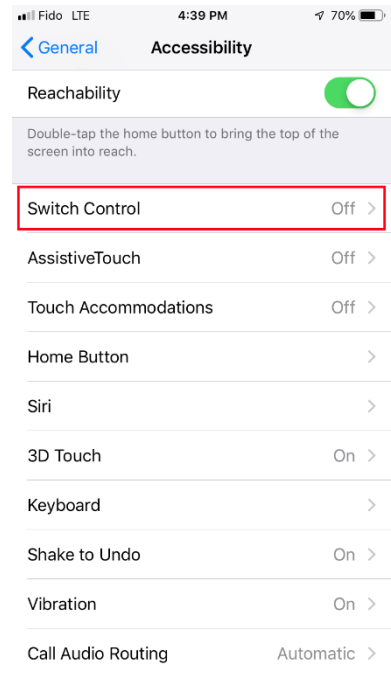 Fido LTE 4:39 PM 70%
General Accessibility
Reachability
Double-tap the home button to bring the top of the
screen into reach.
Switch Control Off
AssistiveTouch Off
Touch Accommodations Off
Home Button
Siri
3D Touch On
Keyboard
Shake to Undo On
Vibration On
Call Audio Routing Automatic